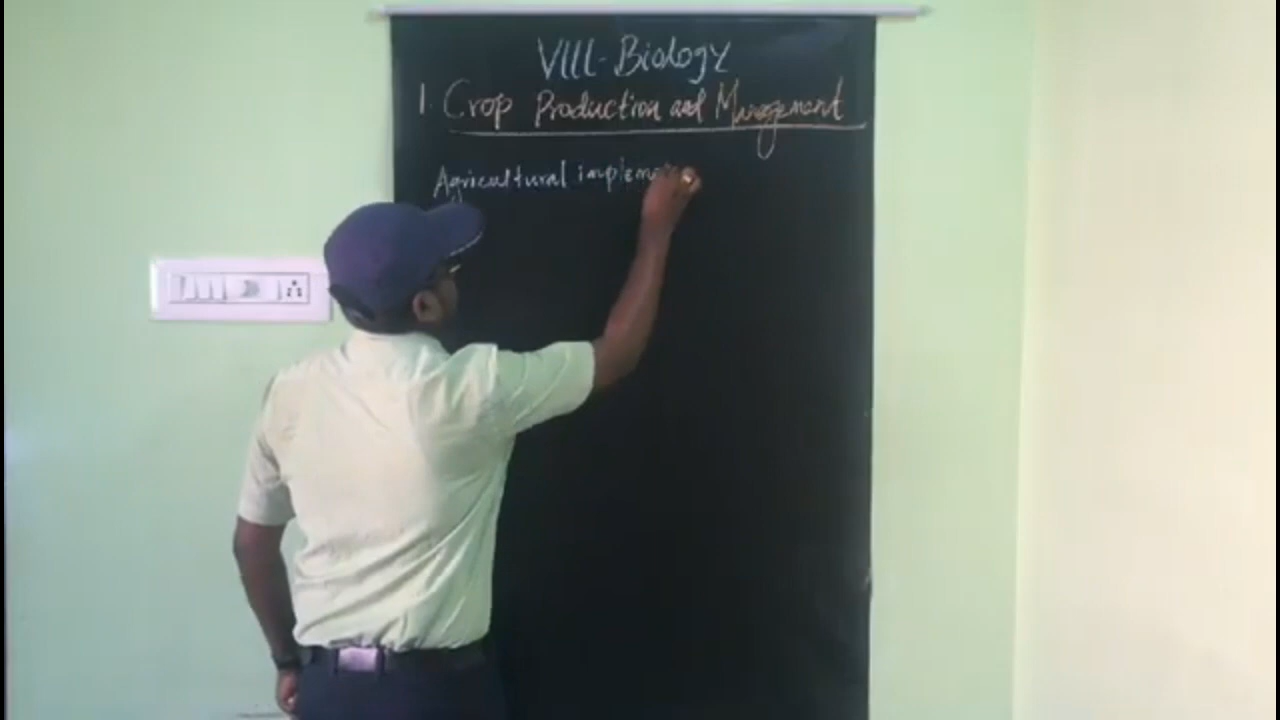 VIII-Biology
1. Crop Production and Management
Agricultural implem